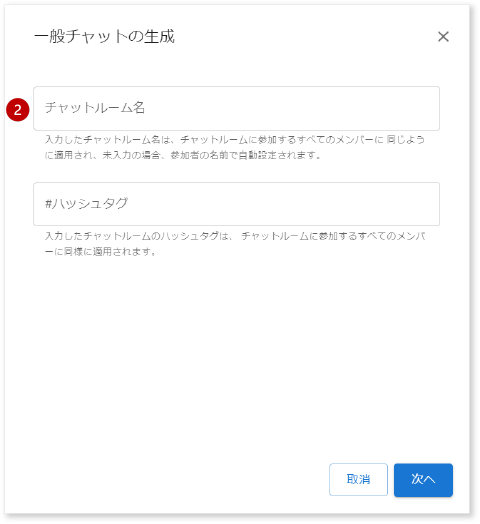 一般チャットの生成
2
チャットルーム名
入力したチャットルーム名は、チャットルームに参加するすべてのメンバーに 同じよう
に適用され、未入力の場合、参加者の名前で自動設定されます。
#ハッシュタグ
入力したチャットルームのハッシュタグは、 チャットルームに参加するすべてのメンバ
ーに同様に適用されます。
取消
次へ